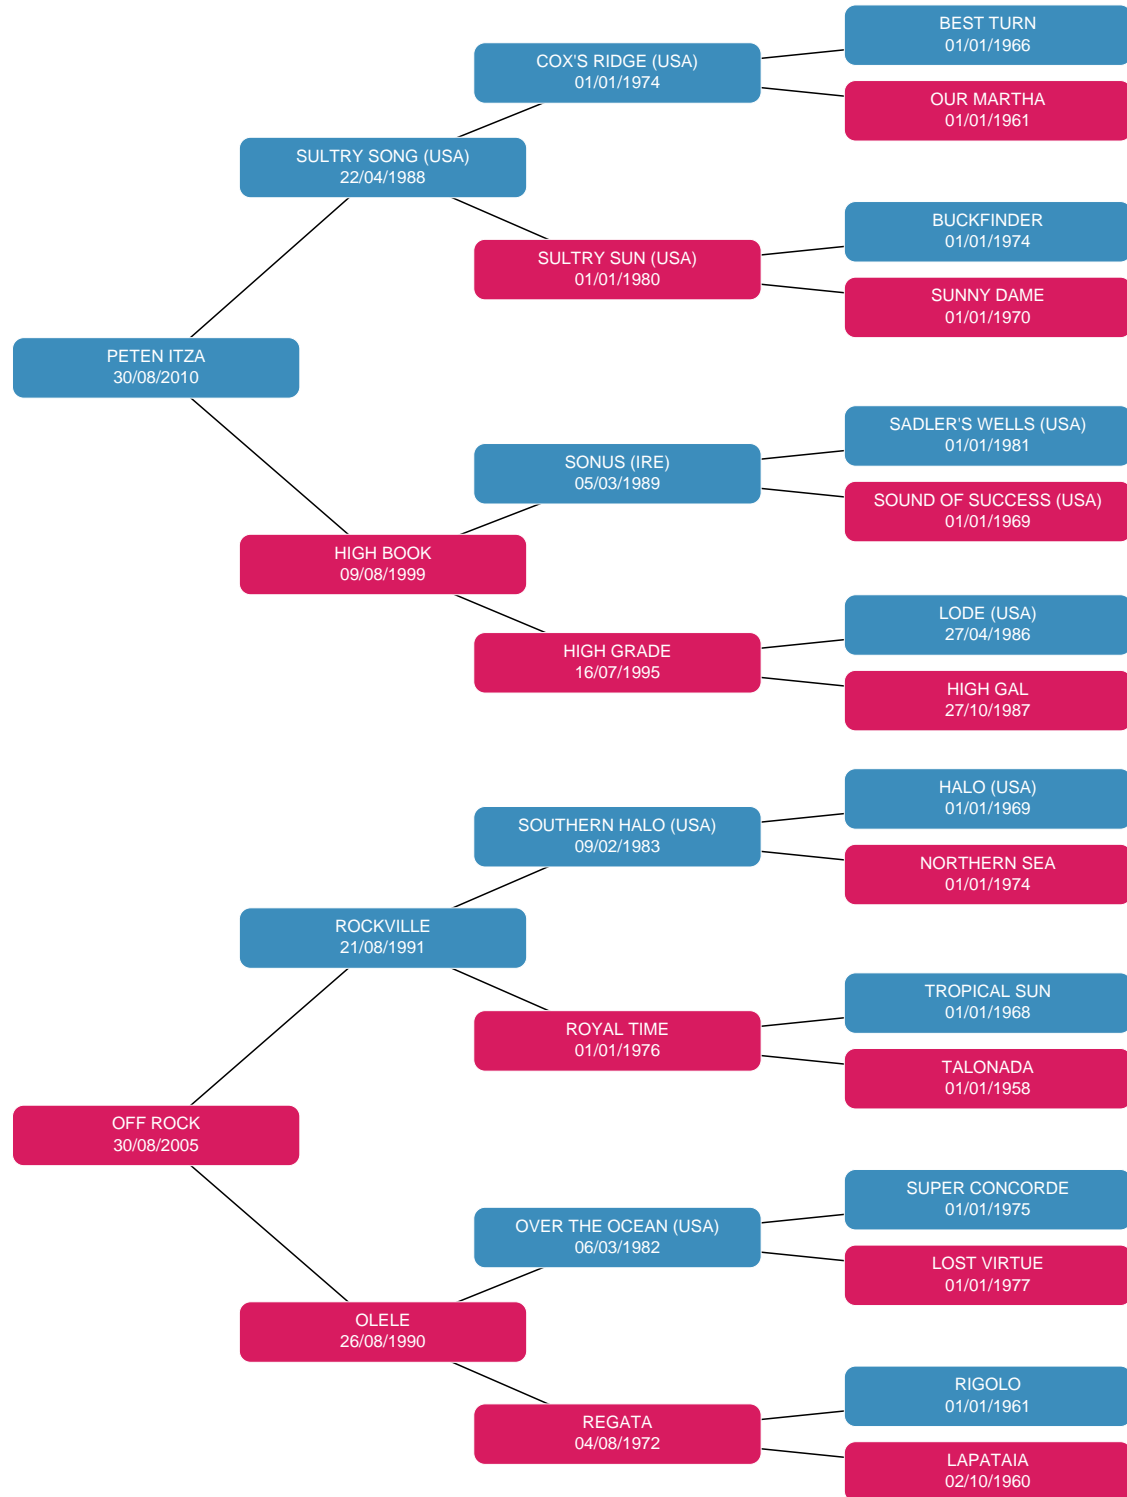 BEST TURN
01/01/1966
COX'S RIDGE (USA)
01/01/1974
OUR MARTHA
01/01/1961
SULTRY SONG (USA)
22/04/1988
BUCKFINDER
01/01/1974
SULTRY SUN (USA)
01/01/1980
SUNNY DAME
01/01/1970
PETEN ITZA
30/08/2010
SADLER'S WELLS (USA)
01/01/1981
SONUS (IRE)
05/03/1989
SOUND OF SUCCESS (USA)
01/01/1969
HIGH BOOK
09/08/1999
LODE (USA)
27/04/1986
HIGH GRADE
16/07/1995
HIGH GAL
27/10/1987
HALO (USA)
01/01/1969
SOUTHERN HALO (USA)
09/02/1983
NORTHERN SEA
01/01/1974
ROCKVILLE
21/08/1991
TROPICAL SUN
01/01/1968
ROYAL TIME
01/01/1976
TALONADA
01/01/1958
OFF ROCK
30/08/2005
SUPER CONCORDE
01/01/1975
OVER THE OCEAN (USA)
06/03/1982
LOST VIRTUE
01/01/1977
OLELE
26/08/1990
RIGOLO
01/01/1961
REGATA
04/08/1972
LAPATAIA
02/10/1960